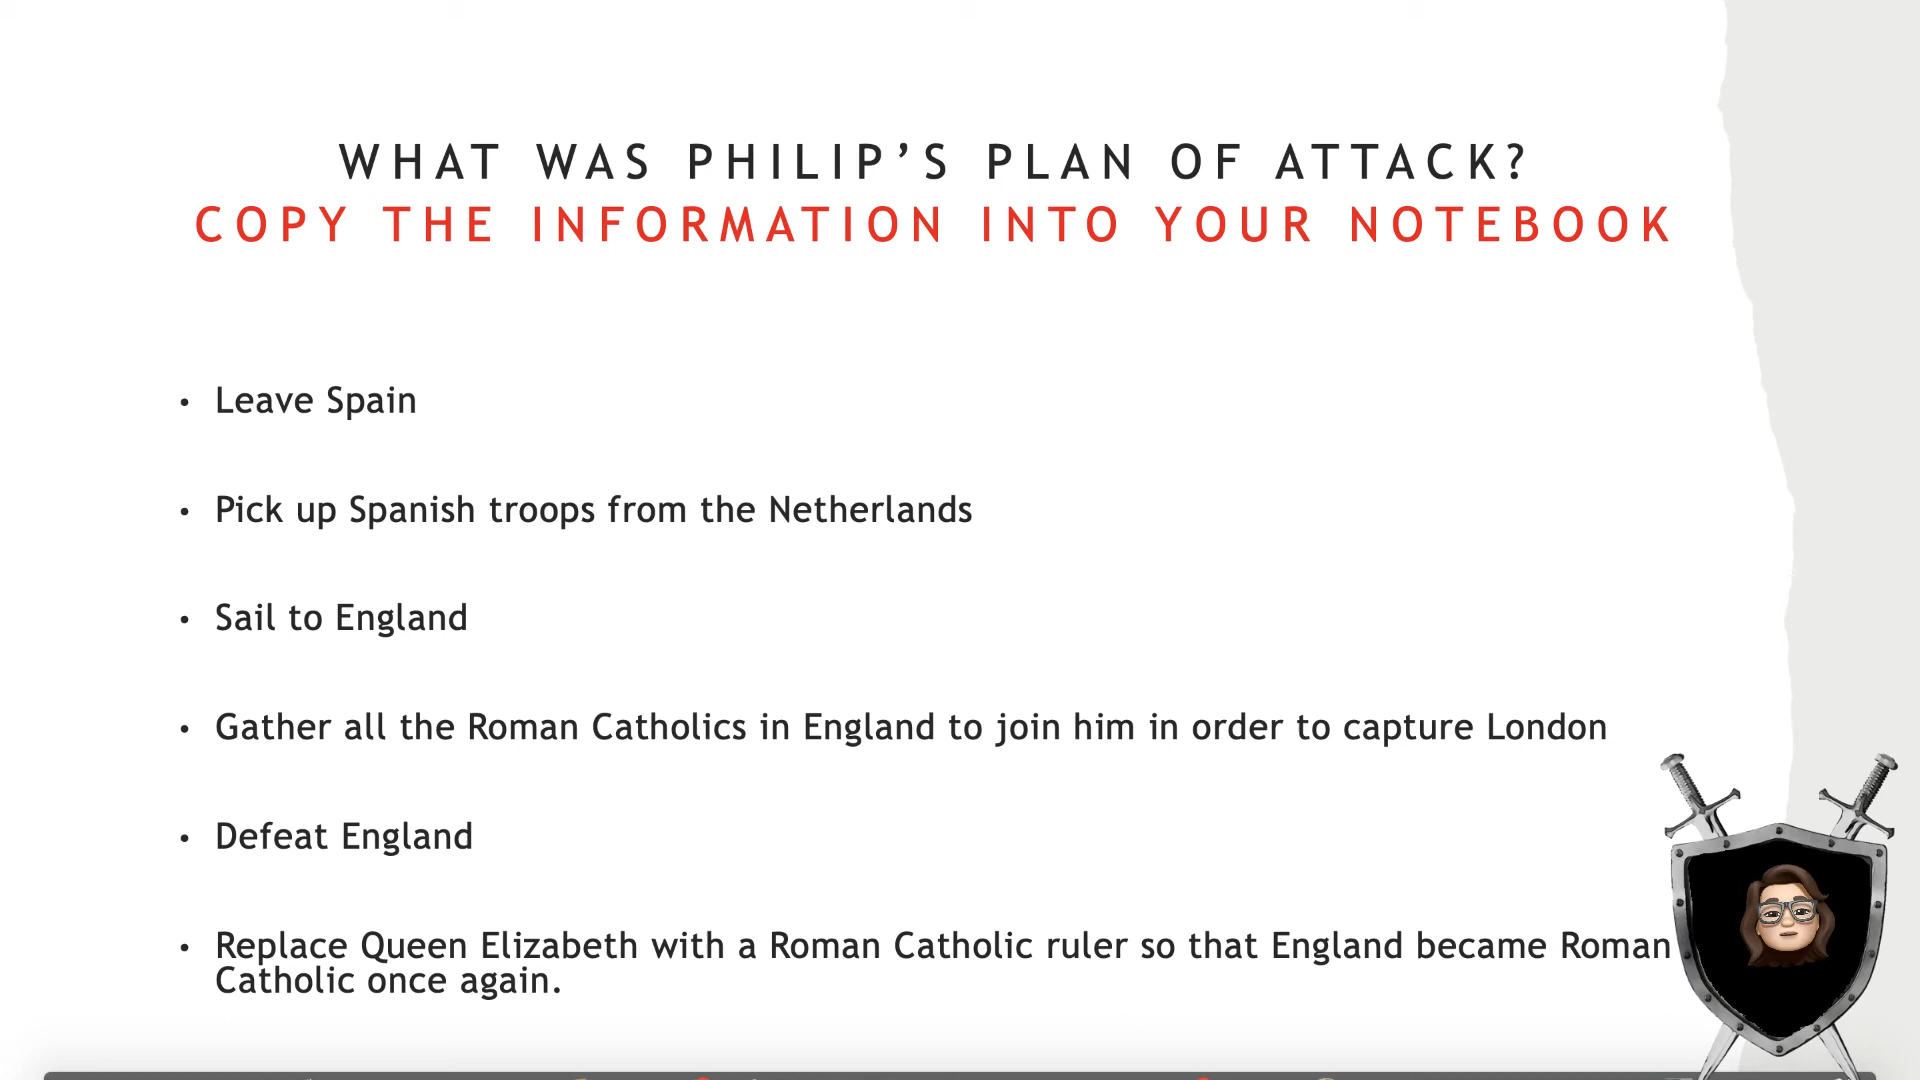 WHAT WAS PHILIP’S PLAN OF ATTACK?
COPY THE INFORMATION INTO YOUR NOTEBOOK
• Leave Spain
• Pick up Spanish troops from the Netherlands
• Sail to England
• Gather all the Roman Catholics in England to join him in order to capture London
• Defeat England
• Replace Queen Elizabeth with a Roman Catholic ruler so that England became Roman
Catholic once again.